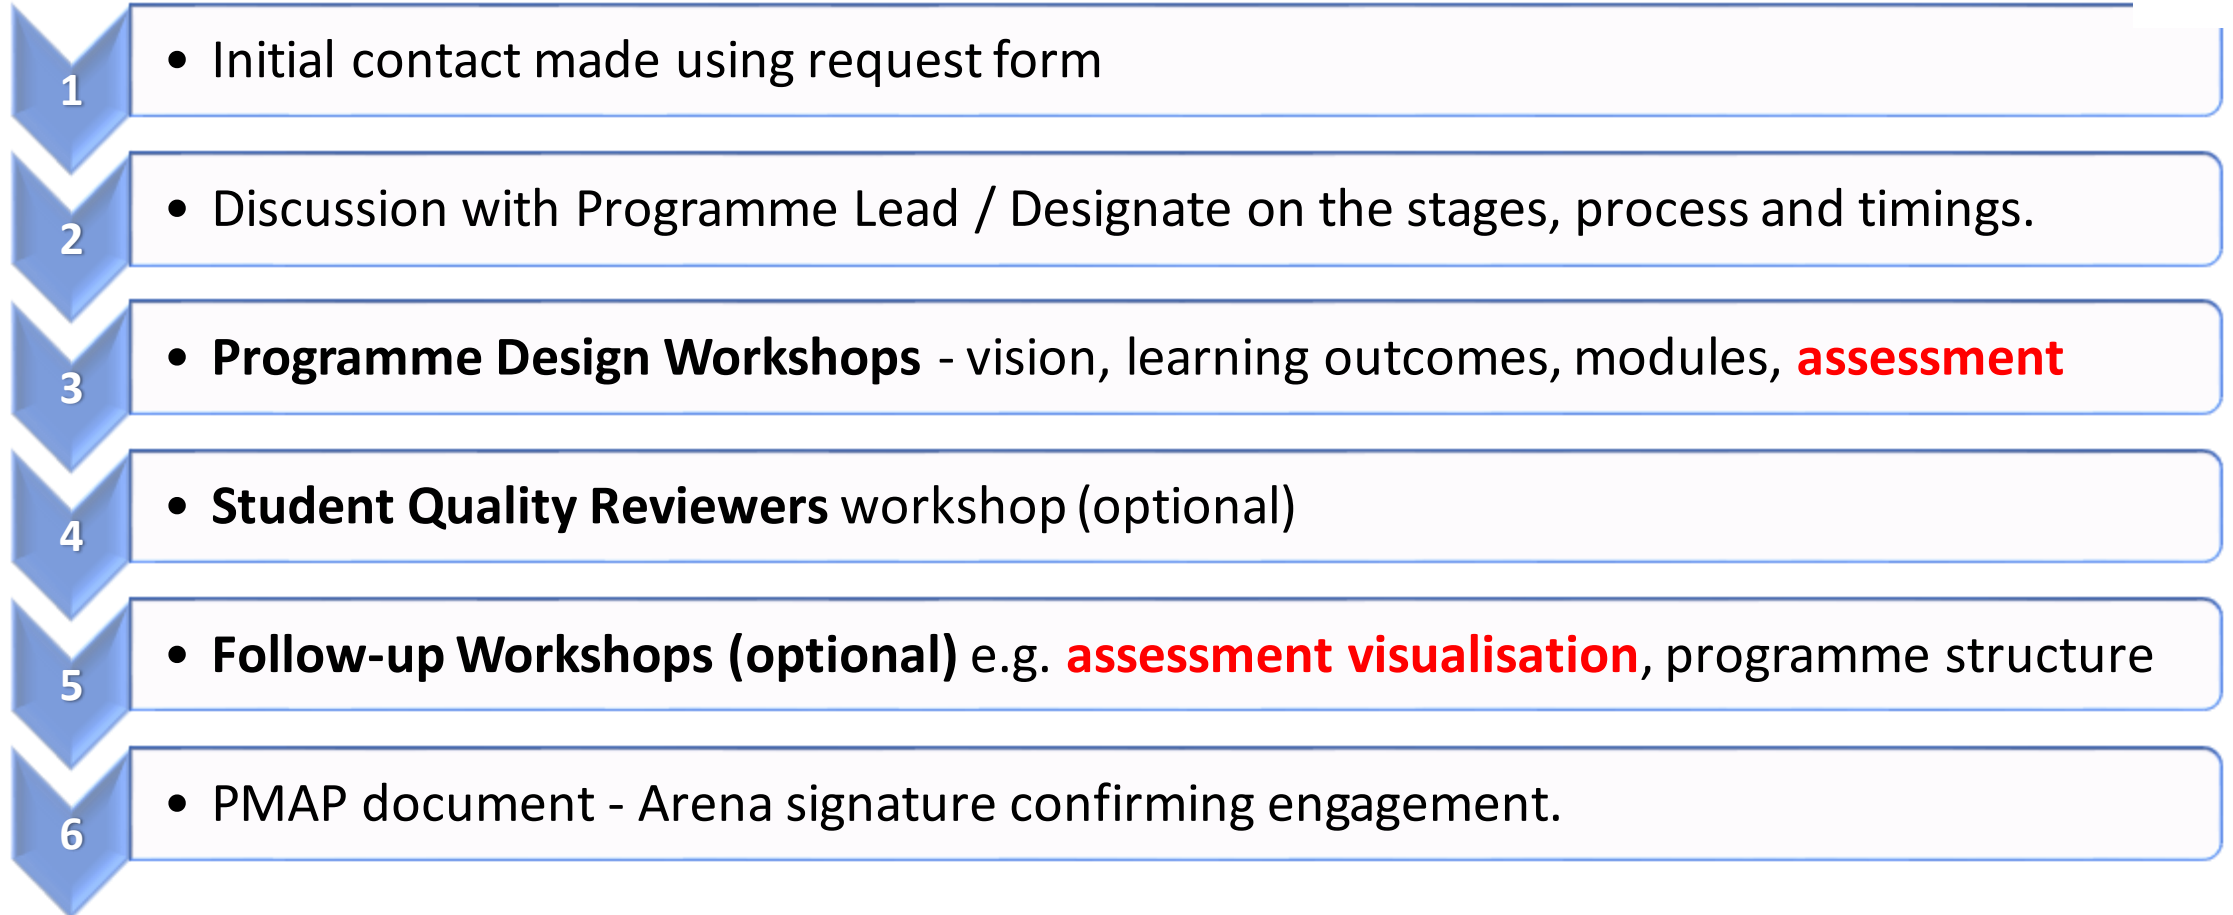 1
• Initial contact made using request form
2
• Discussion with Programme Lead / Designate on the stages, process and timings.
3
• Programme Design Workshops - vision, learning outcomes, modules, assessment
4
• Student Quality Reviewers workshop (optional)
5
• Follow-up Workshops (optional) e.g. assessment visualisation, programme structure
6
• PMAP document - Arena signature confirming engagement.